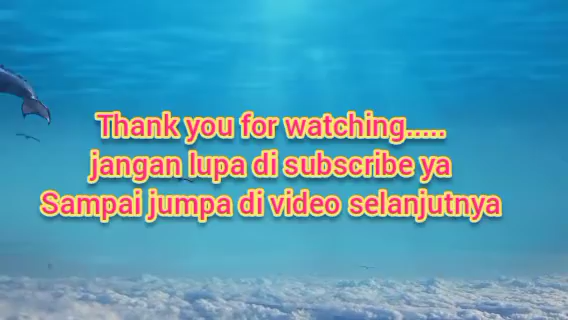 Thank you for watching.....
jangan lupa di subscribe ya
Sampai jumpa di video selanjutnya